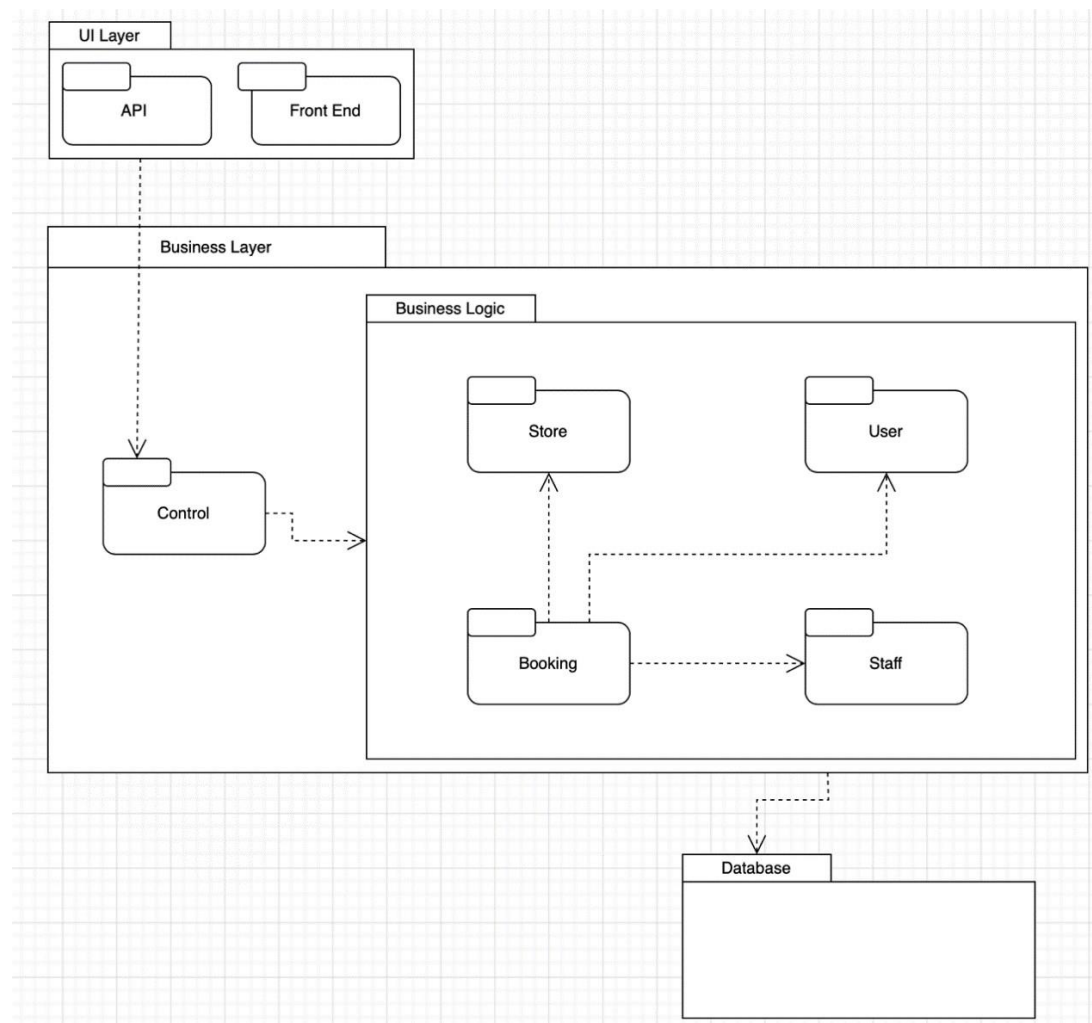 UI Layer
API
Front End
Business Layer
Business Logic
Store
User
Control
Booking
Staff
Database